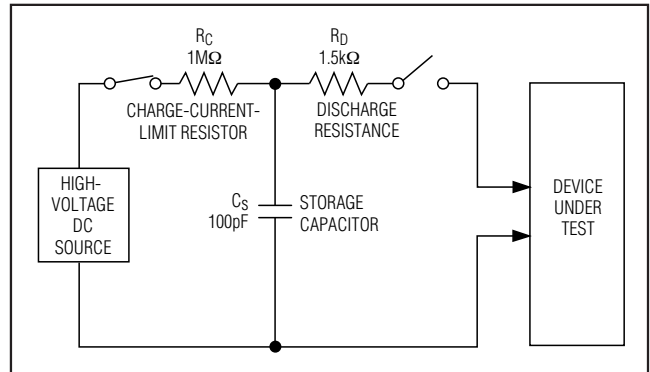 R_C
1MΩ
CHARGE-CURRENT-
LIMIT RESISTOR
R_D
1.5kΩ
DISCHARGE
RESISTANCE
HIGH-
VOLTAGE
DC
SOURCE
C_S
100pF
STORAGE
CAPACITOR
DEVICE
UNDER
TEST